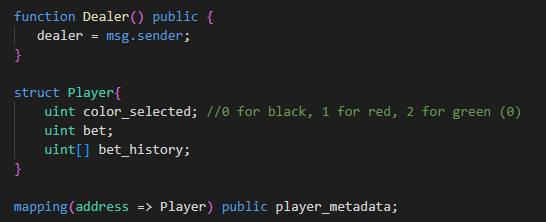 function Dealer() public {
dealer = msg.sender;
}
struct Player{
uint color_selected; //0 for black, 1 for red, 2 for green (0)
uint bet;
uint[] bet_history;
}
mapping(address => Player) public player_metadata;